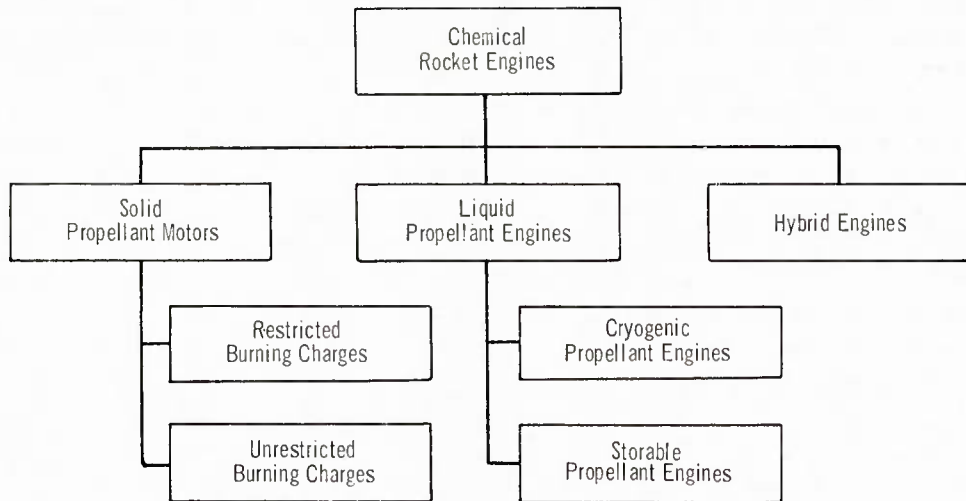 Chemical
Rocket Engines
Solid
Propellant Motors
Liquid
Propellant Engines
Hybrid Engines
Restricted
Burning Charges
Cryogenic
Propellant Engines
Unrestricted
Burning Charges
Storable
Propellant Engines